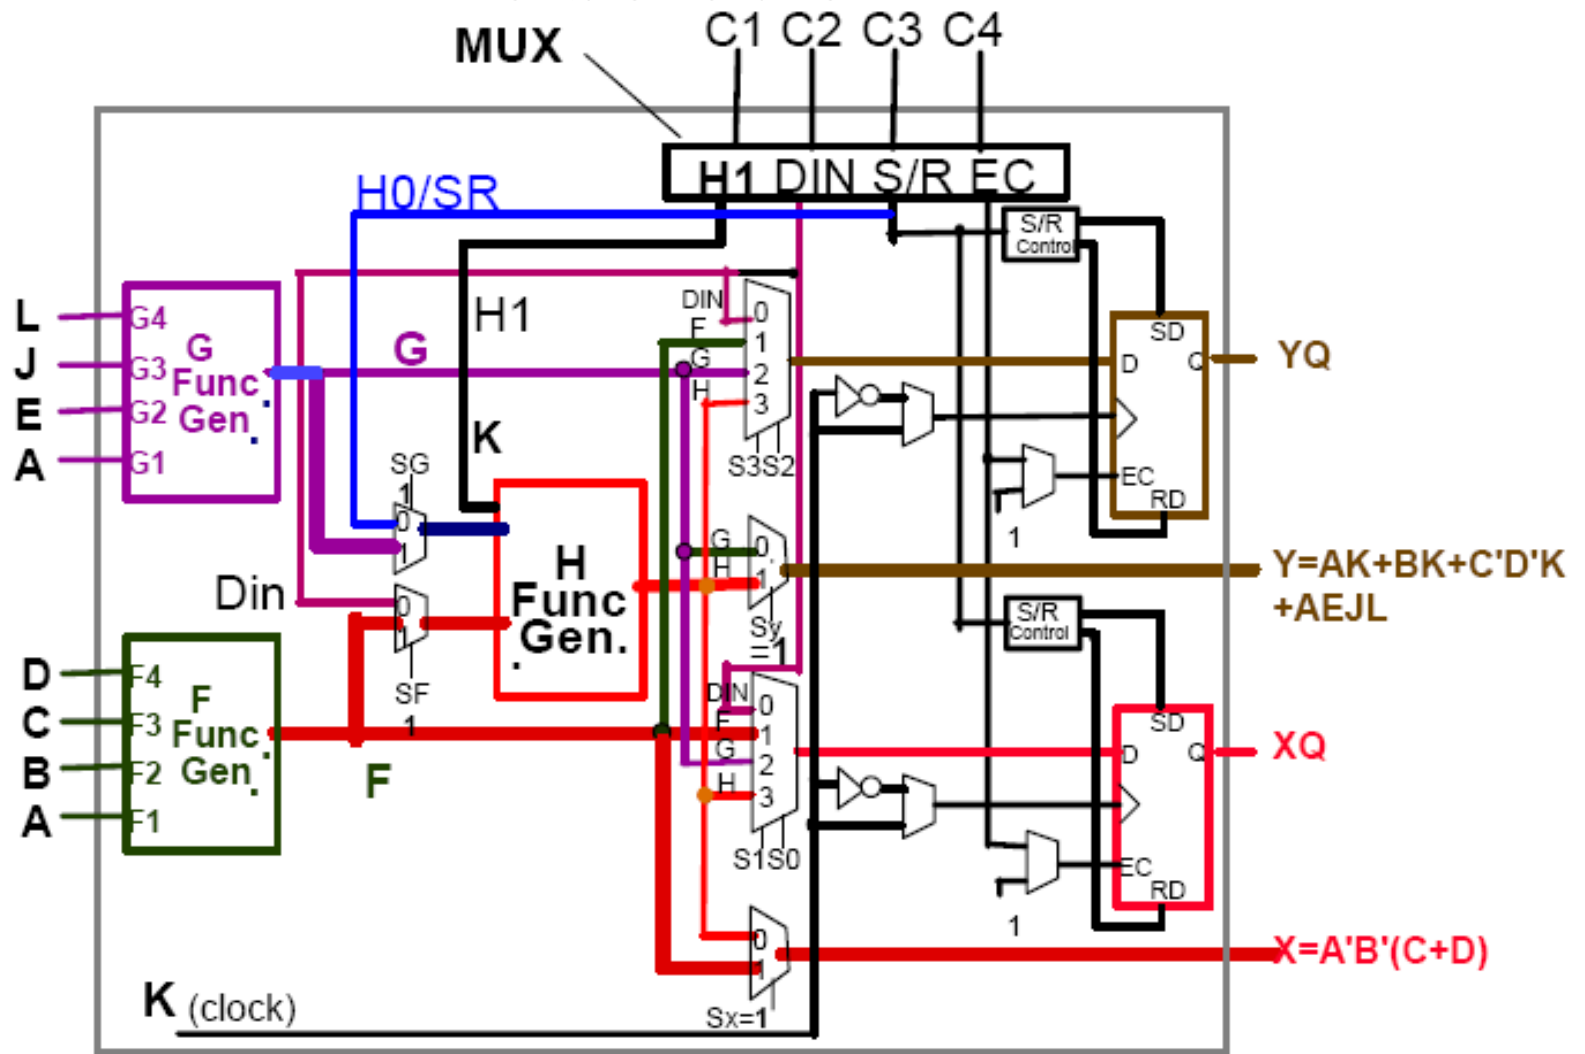 C1 C2 C3 C4
MUX
H1 DIN S/R EC
H0/SR
S/R
Control
L
J
E
A
G4
G3
G2
G1
G
Func
Gen.
G
H1
K
SG
1
0
1
DIN
F
G
H
0
1
2
3
S3S2
D
SD
Q
EC
RD
YQ
1
Din
0
1
SF
1
H
Func
Gen.
G
H
0
1
Sy
=1
Y=AK+BK+C'D'K
+AEJL
S/R
Control
D
C
B
A
F4
F3
F2
F1
F
Func
Gen.
F
DIN
F
G
H
0
1
2
3
S1S0
D
SD
Q
EC
RD
XQ
1
0
1
Sx=1
X=A'B'(C+D)
K (clock)